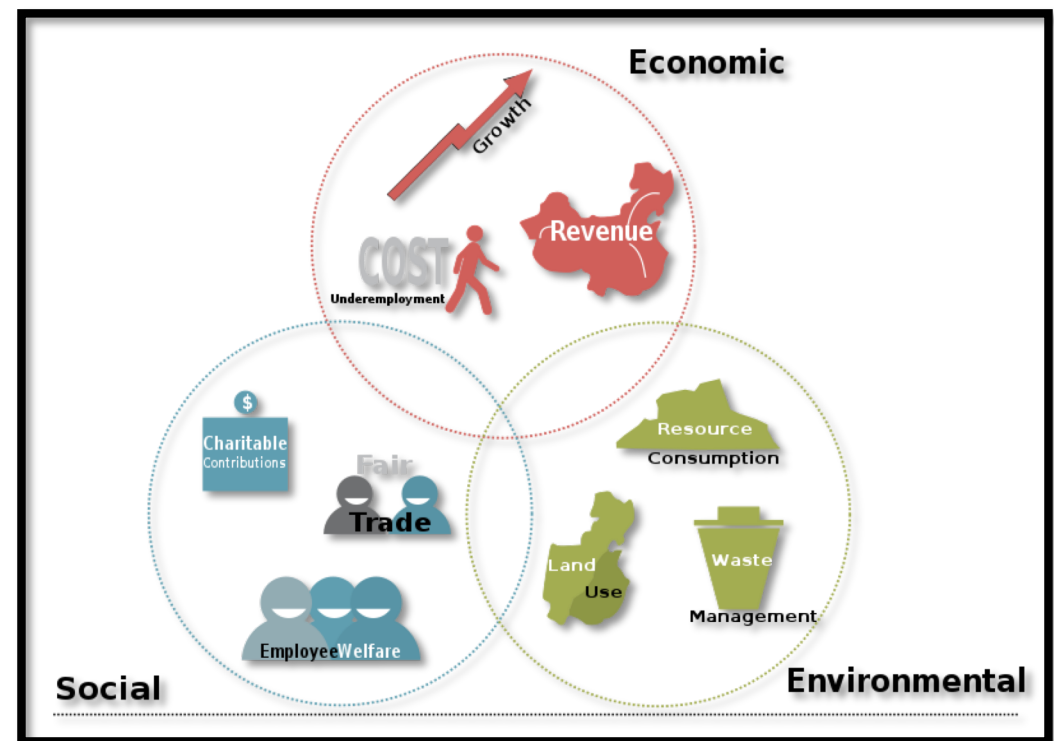 Economic
Growth
Revenue
COST
Underemployment
$
Charitable
Contributions
Fair
Trade
Employee Welfare
Social
Resource
Consumption
Land
Use
Waste
Management
Environmental